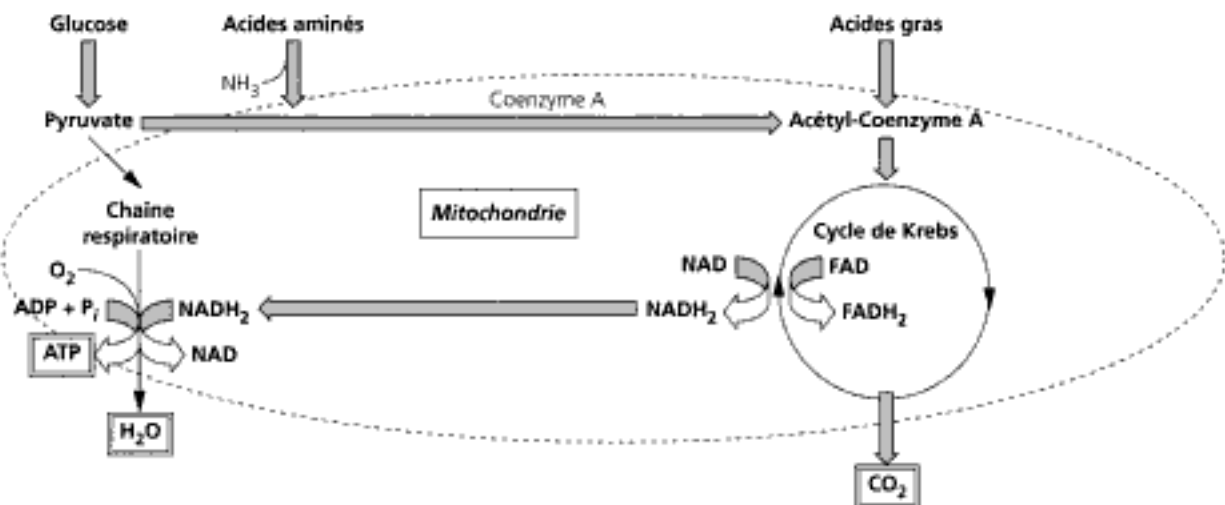 Glucose
Acides aminés
Acides gras
NH3
Coenzyme A
Pyruvate
Acétyl-Coenzyme A
Chaine
respiratoire
Mitochondrie
Cycle de Krebs
O2
NAD
FAD
ADP + Pi
NADH2
NADH2
FADH2
ATP
NAD
H2O
CO2